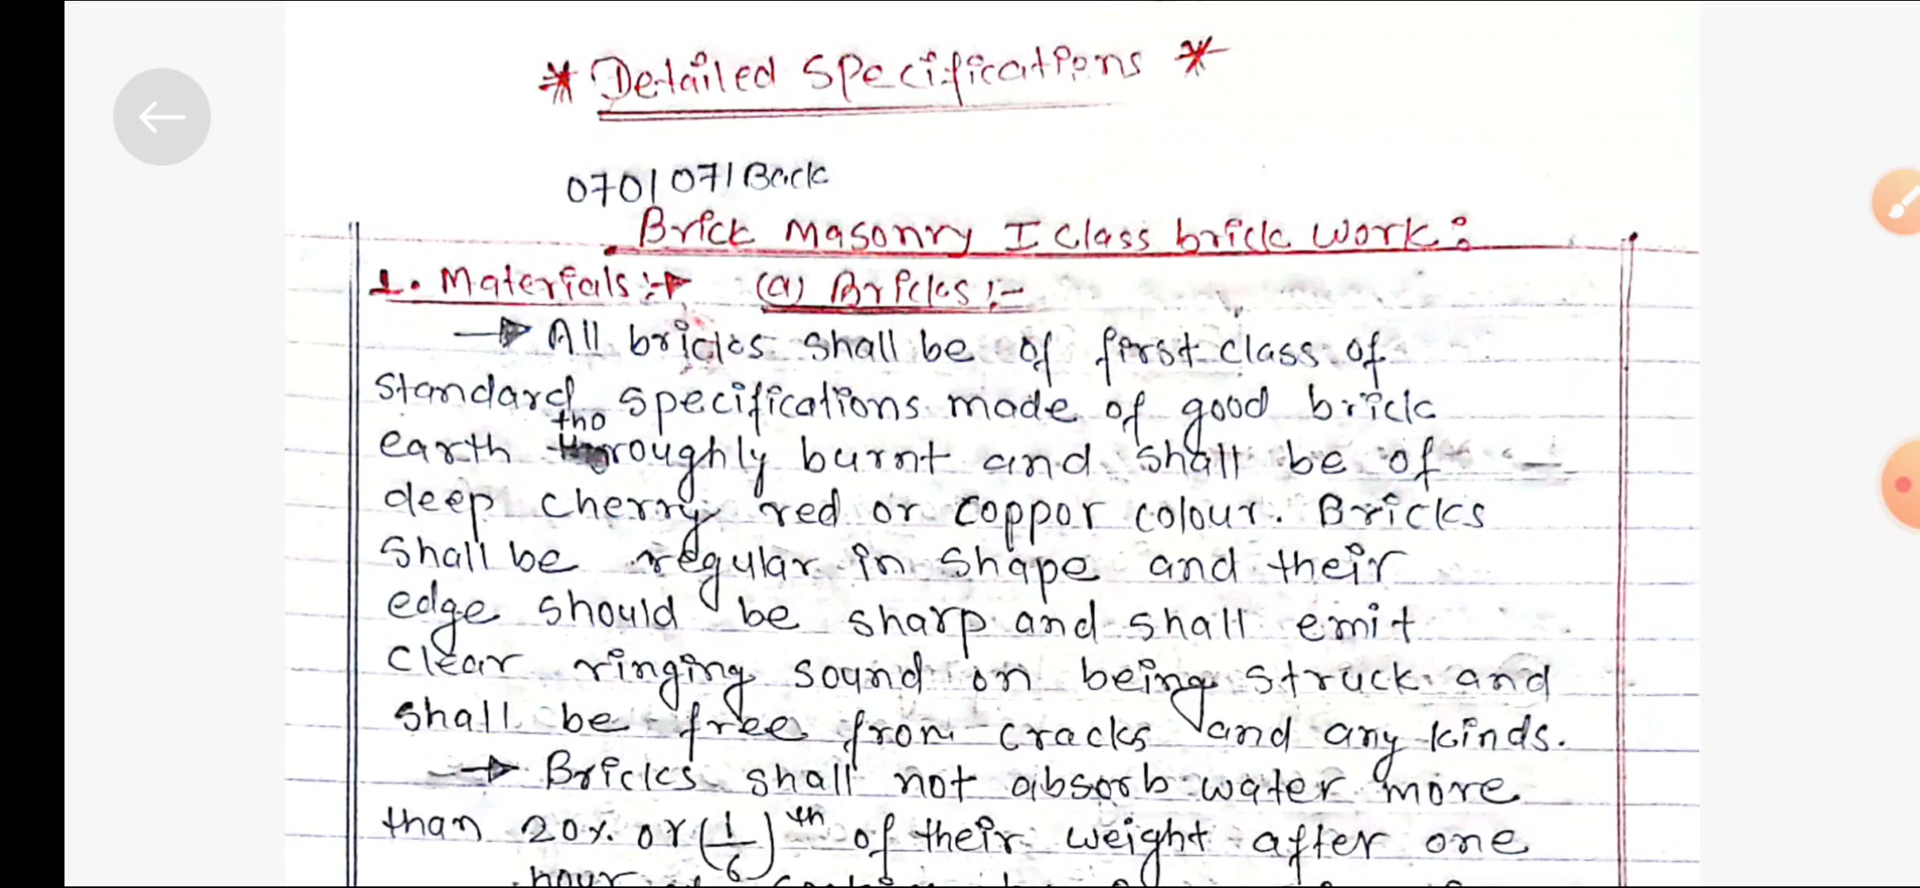 * Detailed Specifications *
0701071Back
Brick Masonry I class brick work:
1. Materials :→ (a) Bricks :-
→ All bricks shall be of first class of
standard specifications made of good brick
tho
earth thoroughly burnt and shall be of
deep cherry red or coppor colour. Bricks
shall be regular in shape and their
edge should be sharp and shall emit
clear ringing sound on being struck and
shall be free from cracks and any kinds.
→ Bricks shall not absorb water more
than 20% or (1/6)th of their weight after one
hour